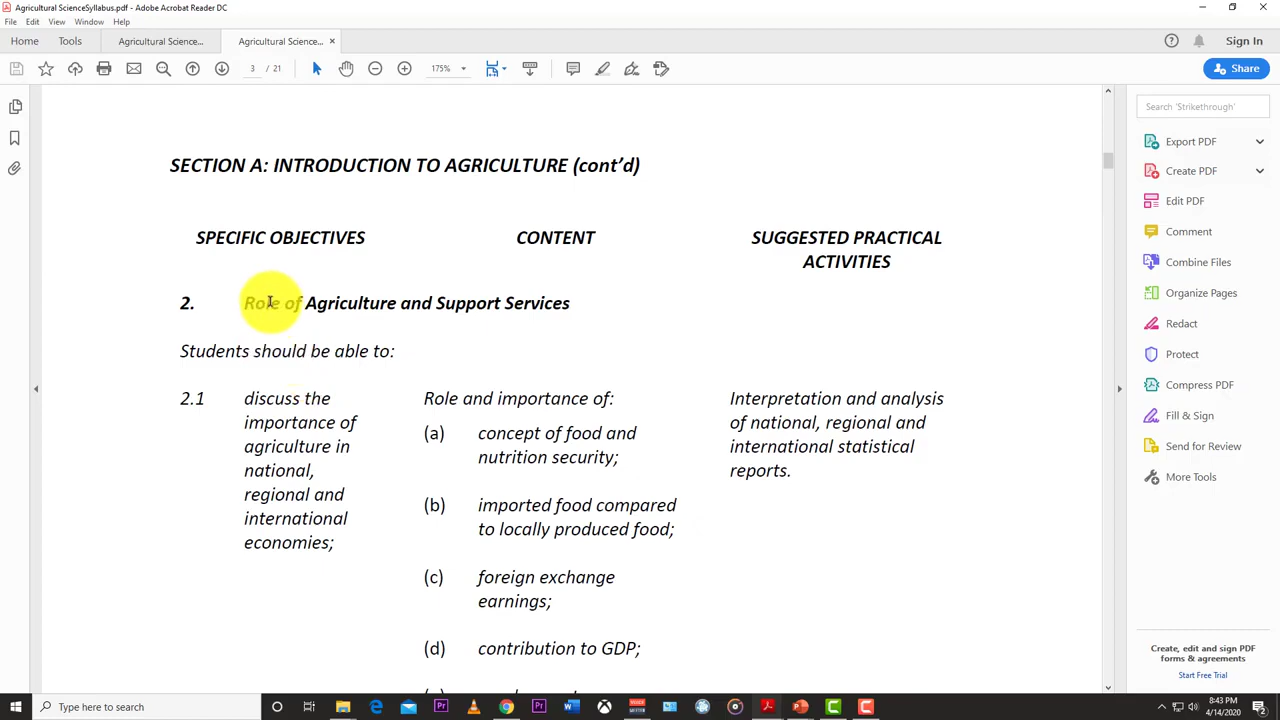 Agricultural ScienceSyllabus.pdf - Adobe Acrobat Reader DC
File Edit View Window Help
Home Tools Agricultural Science... Agricultural Science... ×
Sign In
3 / 21 175%
Share
Search 'Strikethrough'
Export PDF
Create PDF
Edit PDF
Comment
Combine Files
Organize Pages
Redact
Protect
Compress PDF
Fill & Sign
Send for Review
More Tools
Create, edit and sign PDF
forms & agreements
Start Free Trial
SECTION A: INTRODUCTION TO AGRICULTURE (cont’d)
SPECIFIC OBJECTIVES CONTENT SUGGESTED PRACTICAL
ACTIVITIES
2. Role of Agriculture and Support Services
Students should be able to:
2.1 discuss the
importance of
agriculture in
national,
regional and
international
economies;
Role and importance of:
(a) concept of food and
nutrition security;
(b) imported food compared
to locally produced food;
(c) foreign exchange
earnings;
(d) contribution to GDP;
Interpretation and analysis
of national, regional and
international statistical
reports.
Type here to search
8:43 PM
4/14/2020